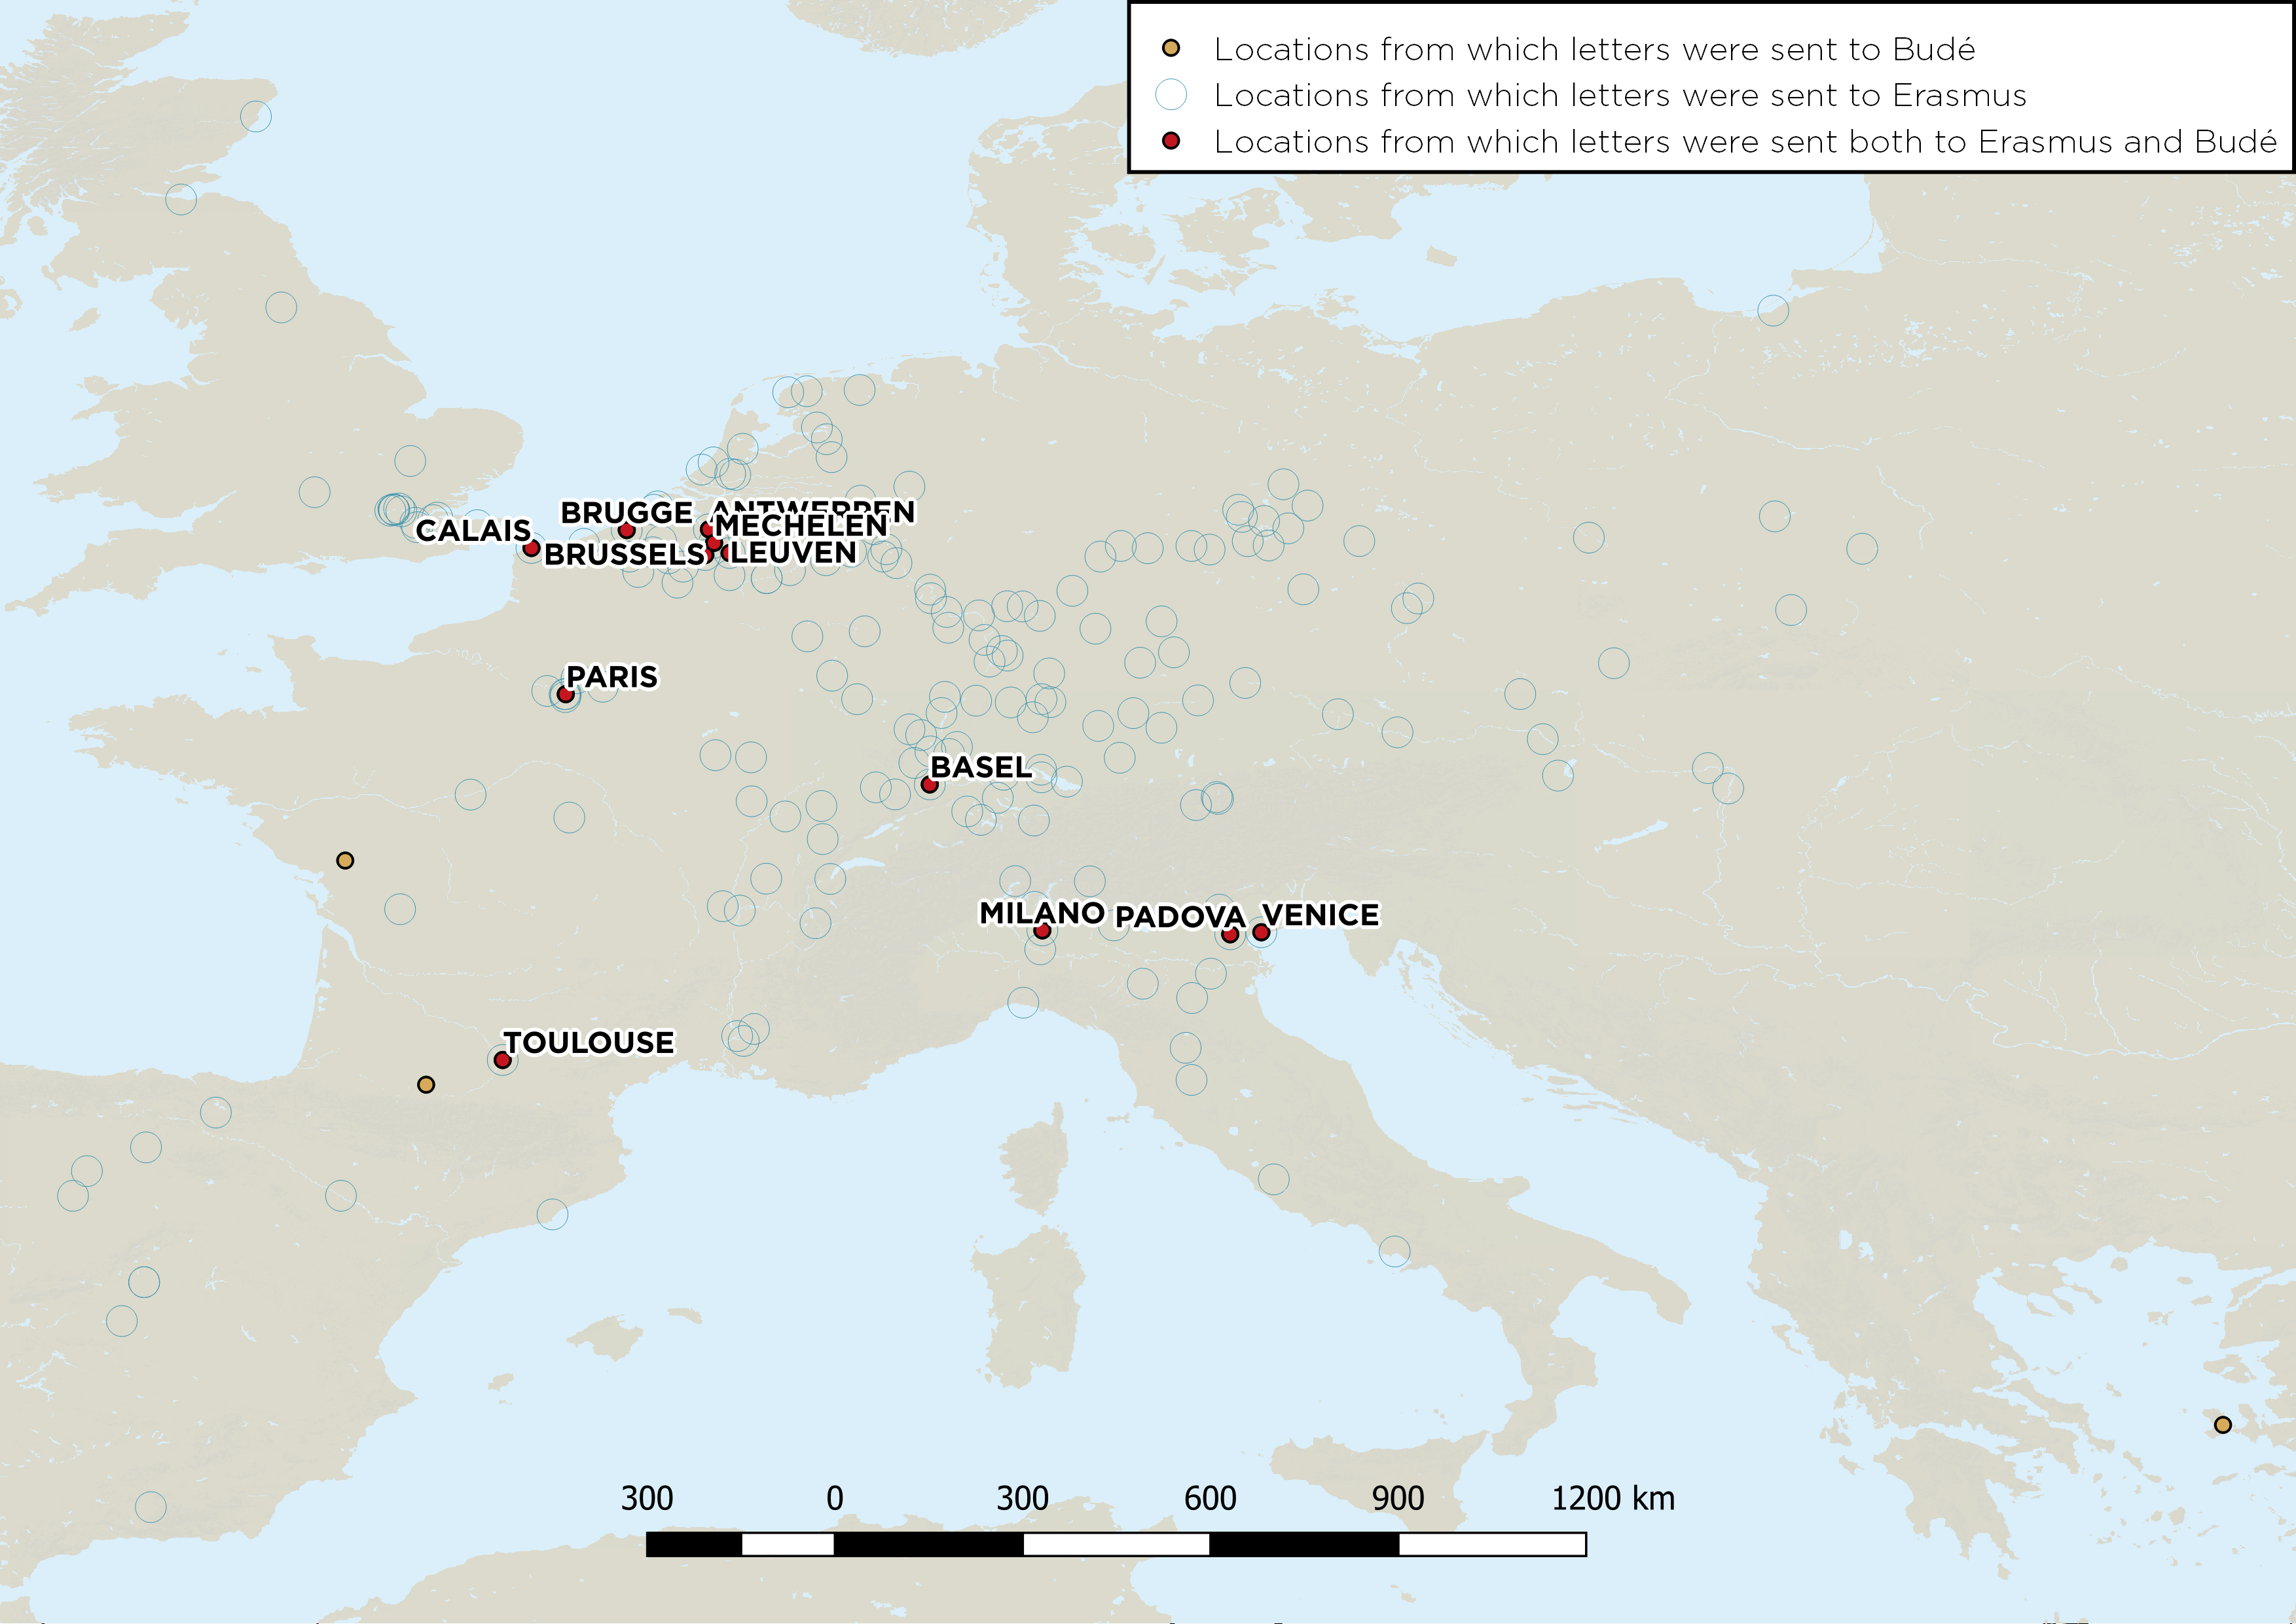 Locations from which letters were sent to Budé
Locations from which letters were sent to Erasmus
Locations from which letters were sent both to Erasmus and Budé
BRUGGE
ANTWERPEN
MECHELEN
CALAIS
BRUSSELS
LEUVEN
PARIS
BASEL
MILANO
PADOVA
VENICE
TOULOUSE
300 0 300 600 900 1200 km